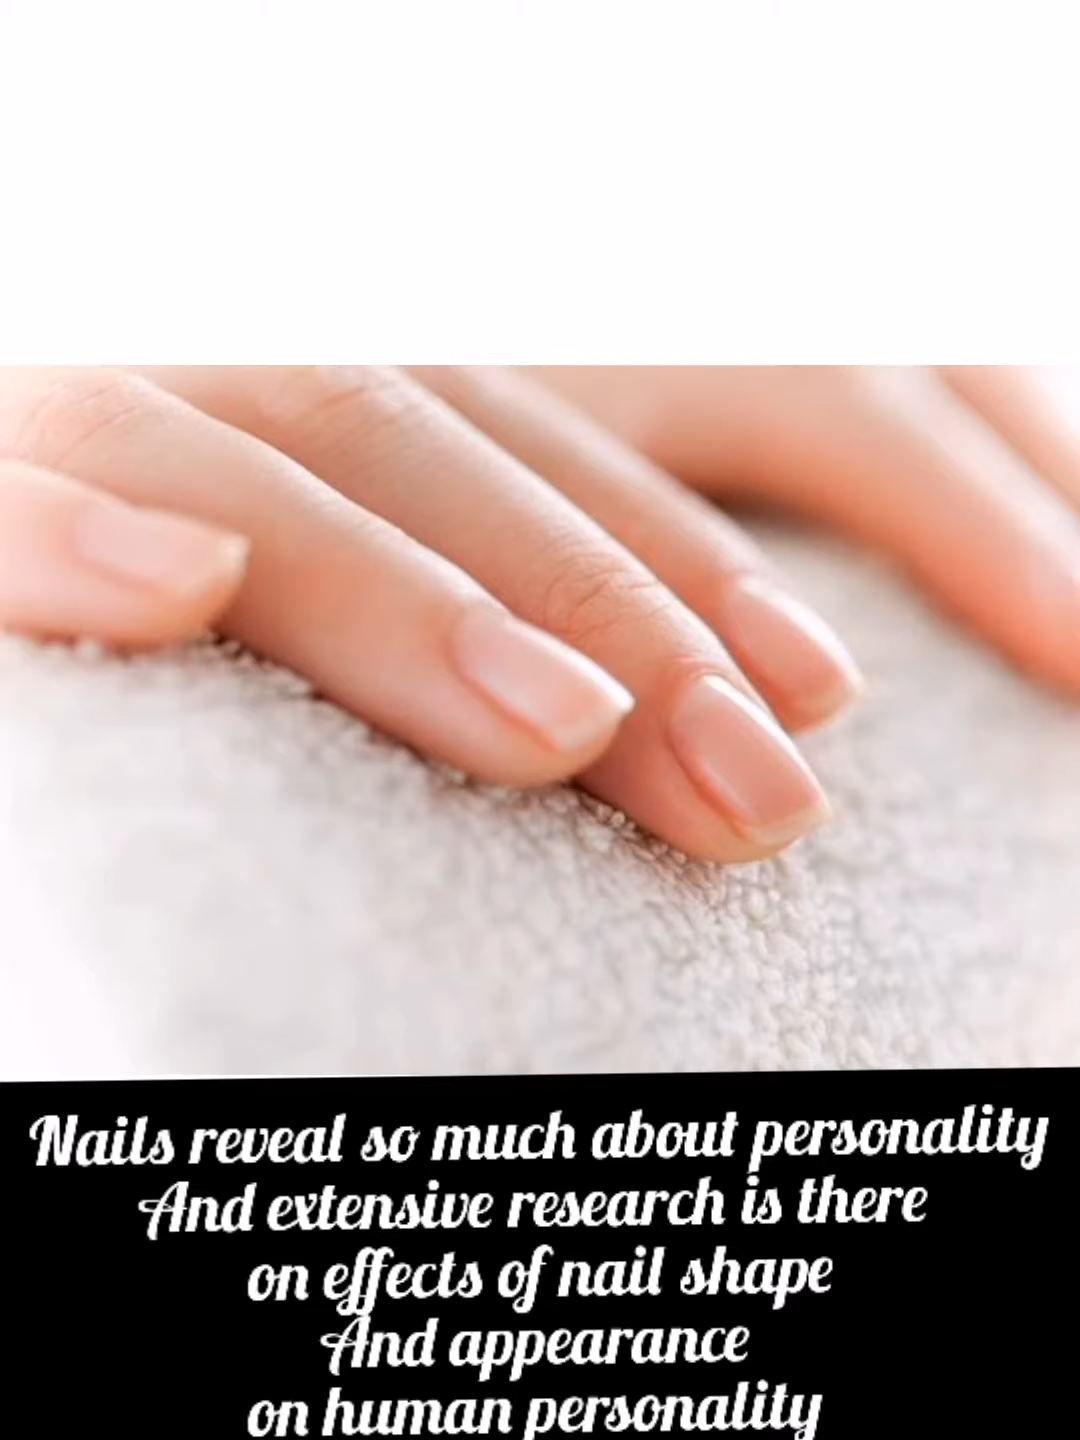 Nails reveal so much about personality
And extensive research is there
on effects of nail shape
And appearance
on human personality